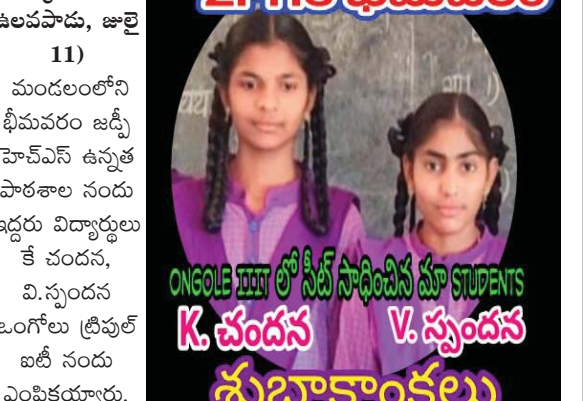 ఉలవపాడు, జులై
11)
మండలంలోని
భీమవరం జడ్పీ
హెచ్ఎస్ ఉన్నత
పాఠశాల నందు
ఇద్దరు విద్యార్థులు
కే చందన,
వి.స్పందన
ఒంగోలు ట్రిపుల్
ఐటీ నందు
ఎంపికయ్యారు.
ONGOLE IIIT లో సీట్ సాధించిన మా STUDENTS
K. చందన V. స్పందన
శుభాకాంక్షలు